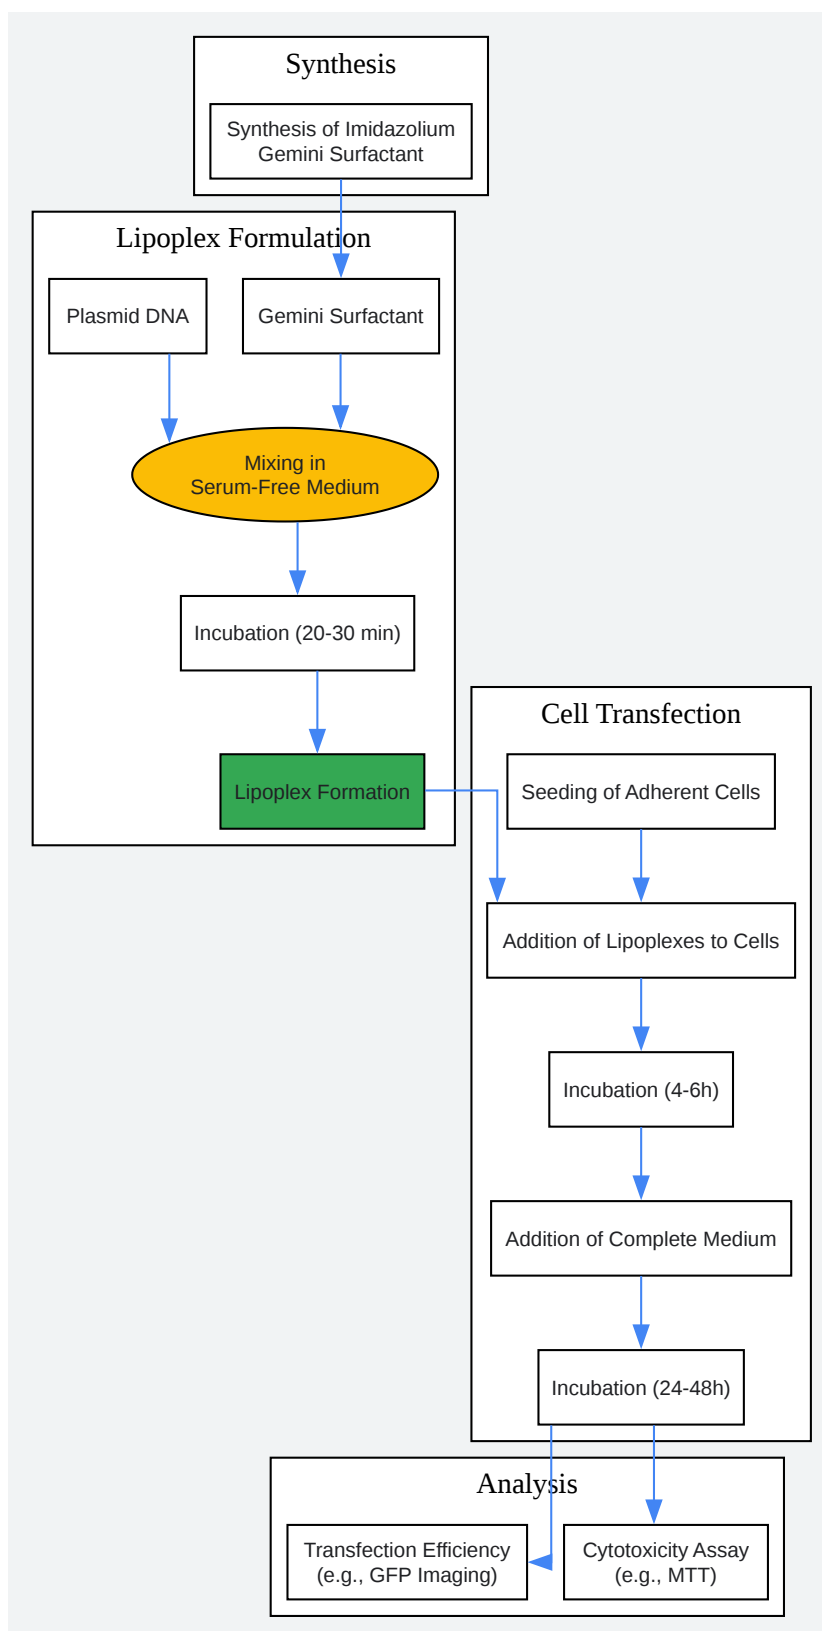 Synthesis
Synthesis of Imidazolium
Gemini Surfactant
Lipoplex Formulation
Plasmid DNA
Gemini Surfactant
Mixing in
Serum-Free Medium
Incubation (20-30 min)
Lipoplex Formation
Cell Transfection
Seeding of Adherent Cells
Addition of Lipoplexes to Cells
Incubation (4-6h)
Addition of Complete Medium
Incubation (24-48h)
Analysis
Transfection Efficiency
(e.g., GFP Imaging)
Cytotoxicity Assay
(e.g., MTT)